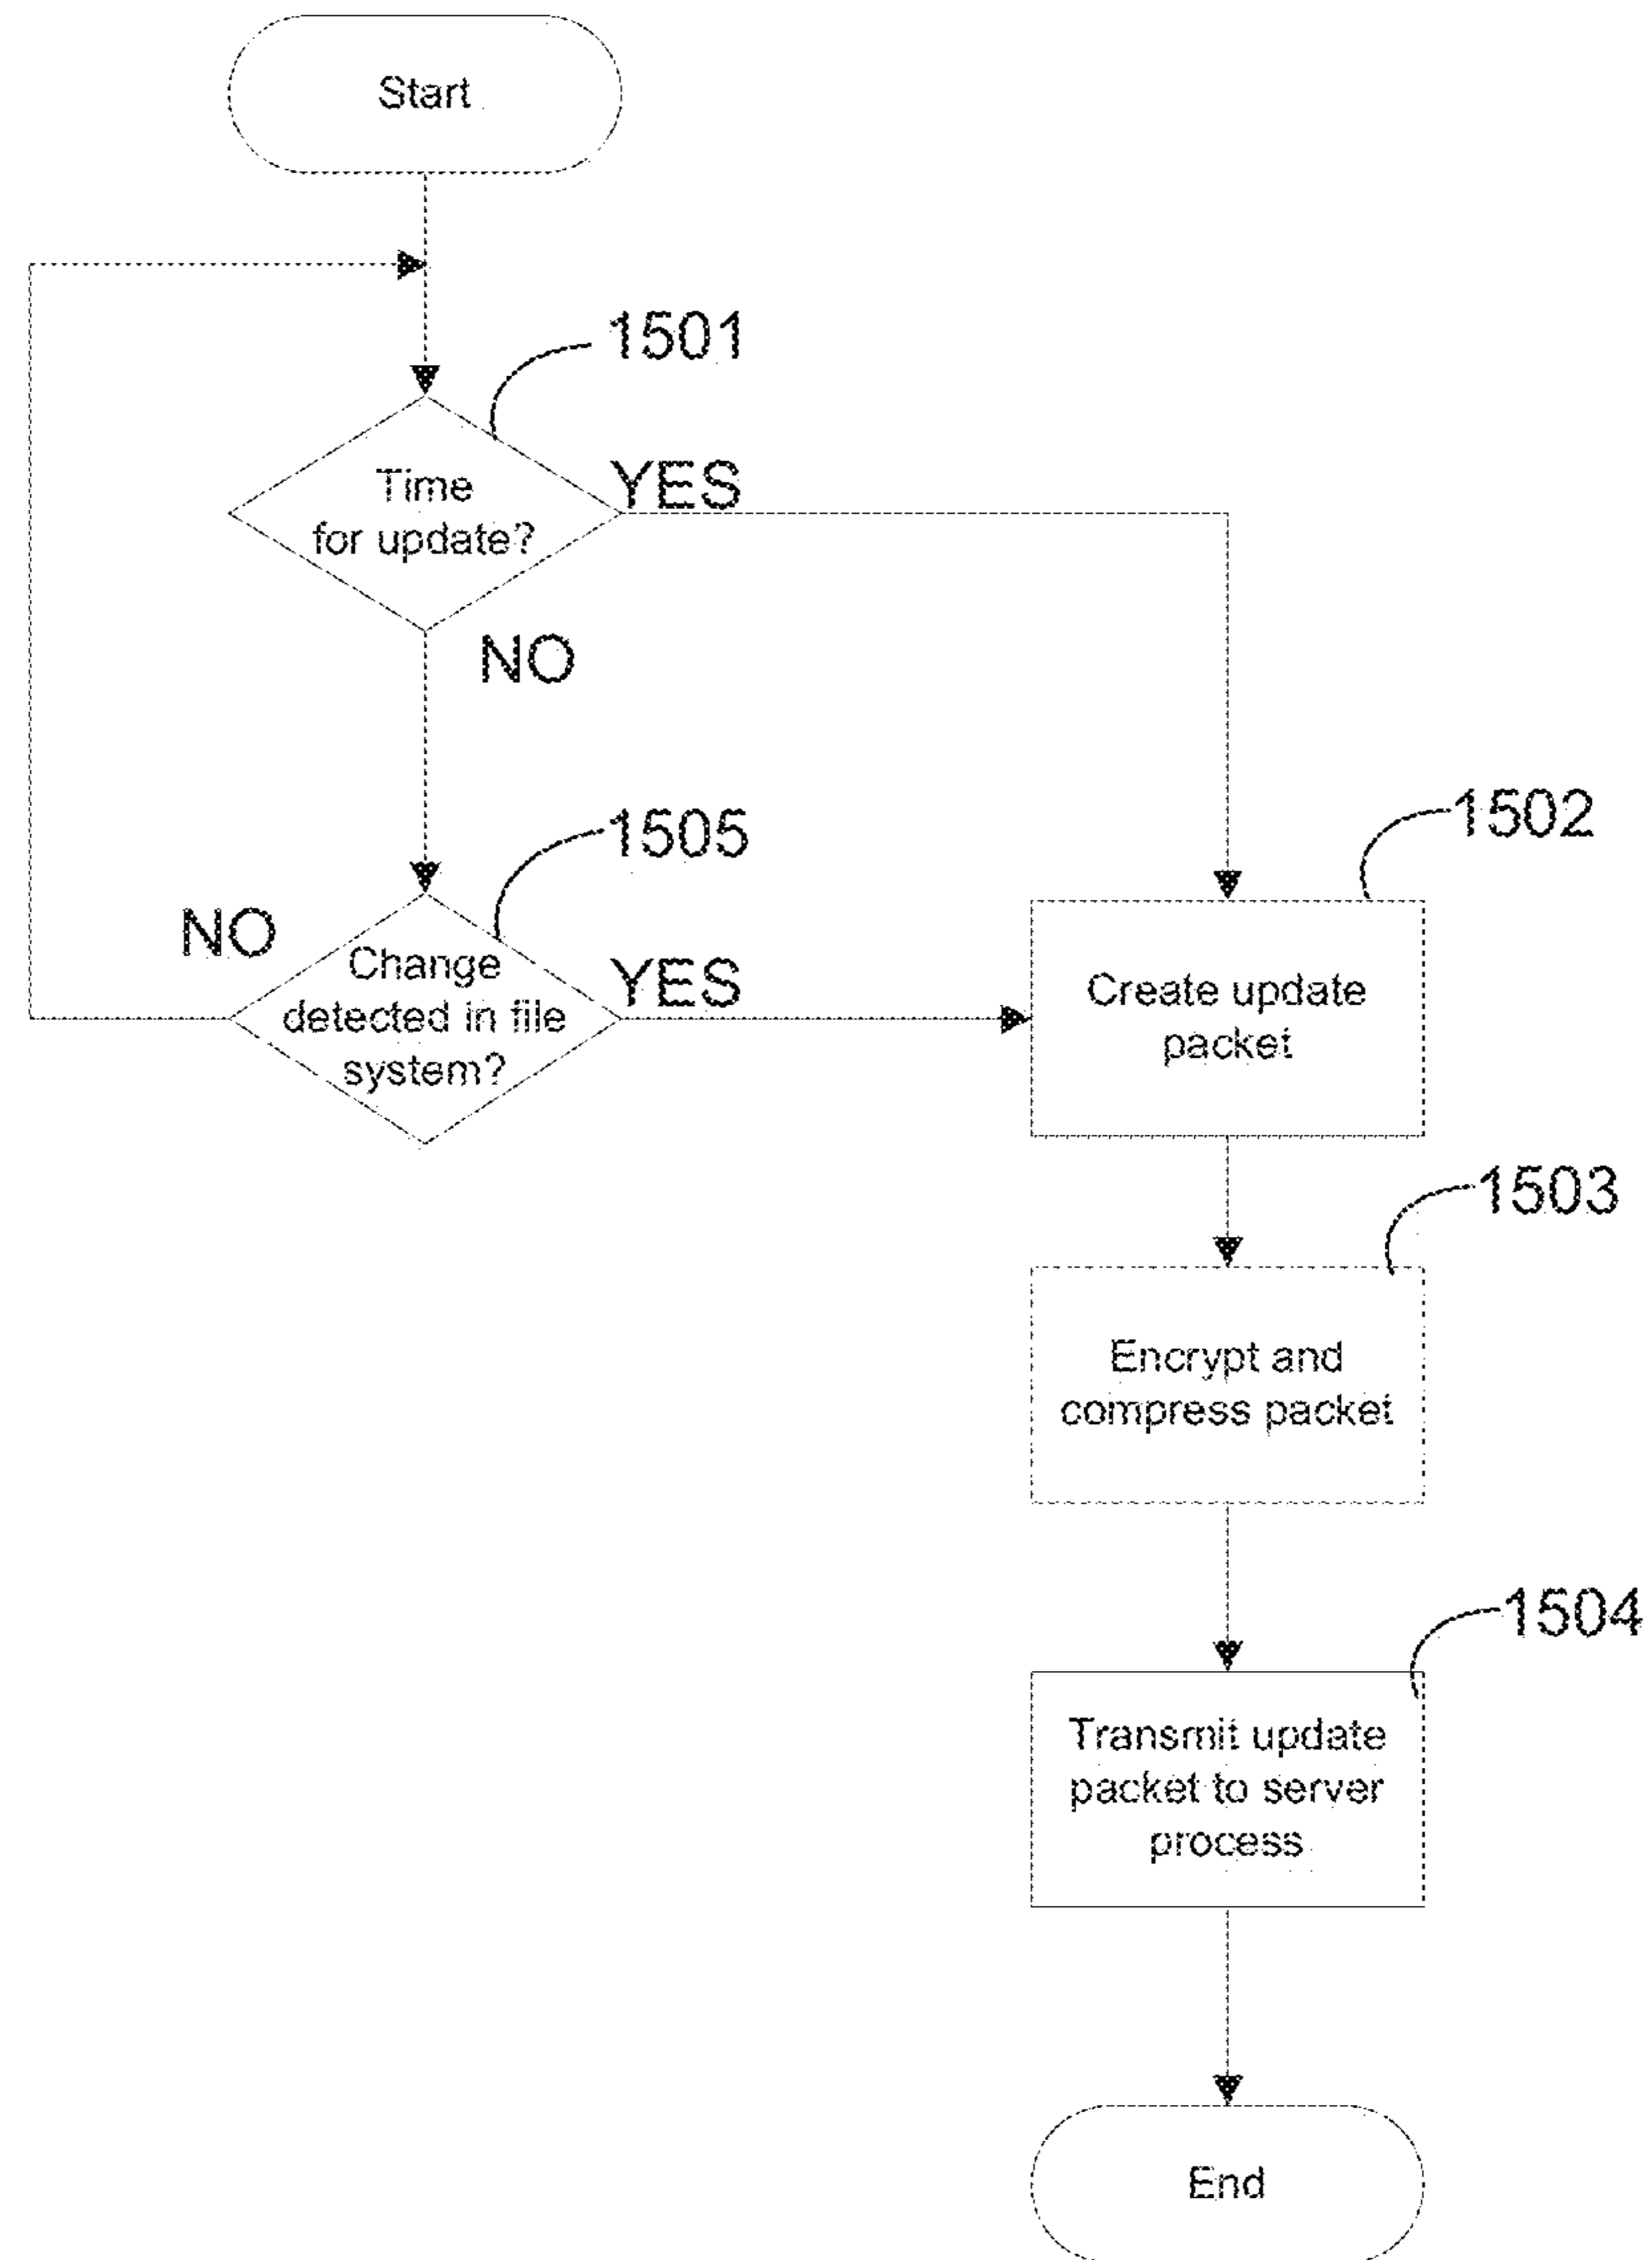 Start
1501
Time
for update?
YES
NO
1505
1502
NO
Change
detected in file
system?
YES
Create update
packet
1503
Encrypt and
compress packet
1504
Transmit update
packet to server
process
End